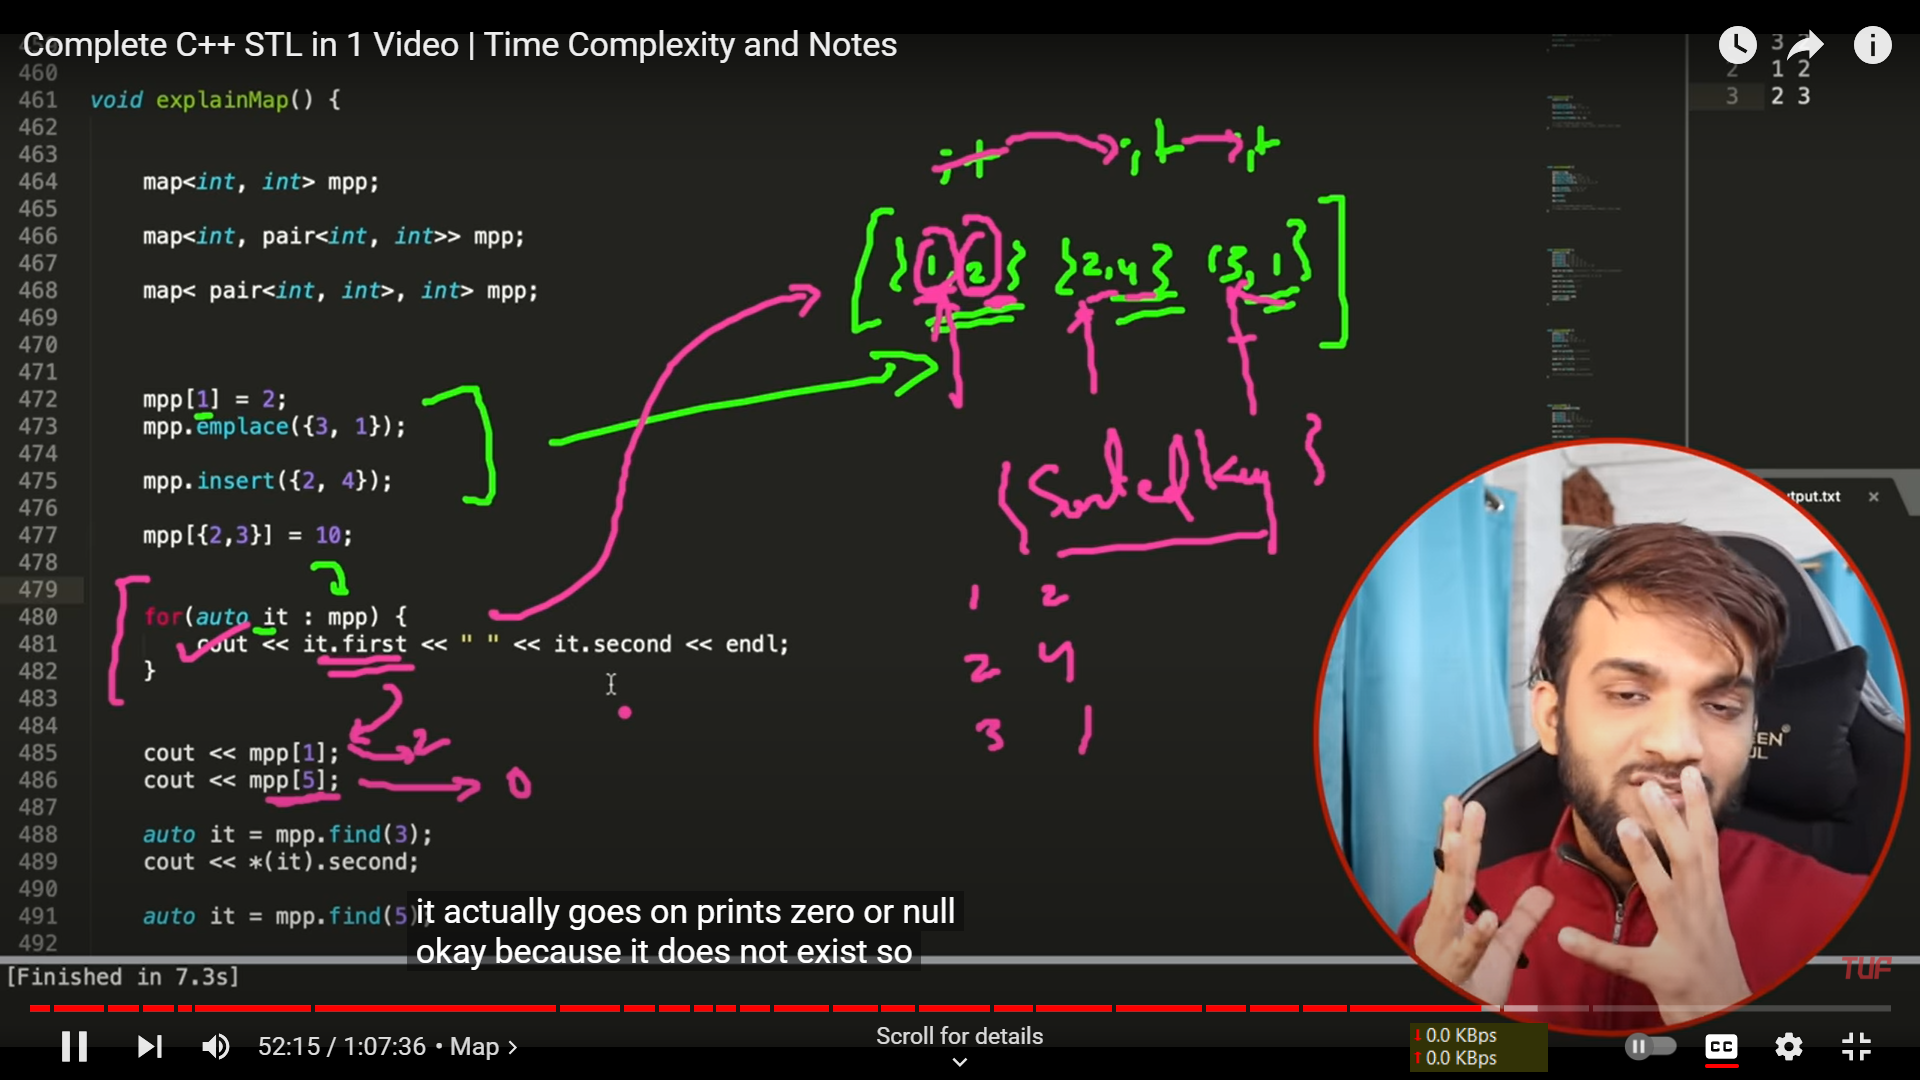 Complete C++ STL in 1 Video | Time Complexity and Notes
460
461 void explainMap() {
462
463
464 map<int, int> mpp;
465
466 map<int, pair<int, int>> mpp;
467
468 map< pair<int, int>, int> mpp;
469
470
471
472 mpp[1] = 2;
473 mpp.emplace({3, 1});
474
475 mpp.insert({2, 4});
476
477 mpp[{2,3}] = 10;
478
479
480 for(auto it : mpp) {
481 cout << it.first << " " << it.second << endl;
482 }
483
484
485 cout << mpp[1];
486 cout << mpp[5];
487
488 auto it = mpp.find(3);
489 cout << *(it).second;
490
491 auto it = mpp.find(5)
492
3
2 1 2
3 2 3
{1,2} {2,4} {3,1}
{Sorted Key}
1 2
2 4
3 1
2
0
tput.txt ×
EEN
UL
it actually goes on prints zero or null
okay because it does not exist so
[Finished in 7.3s]
TUF
52:15 / 1:07:36 • Map >
Scroll for details
0.0 KBps
0.0 KBps
CC